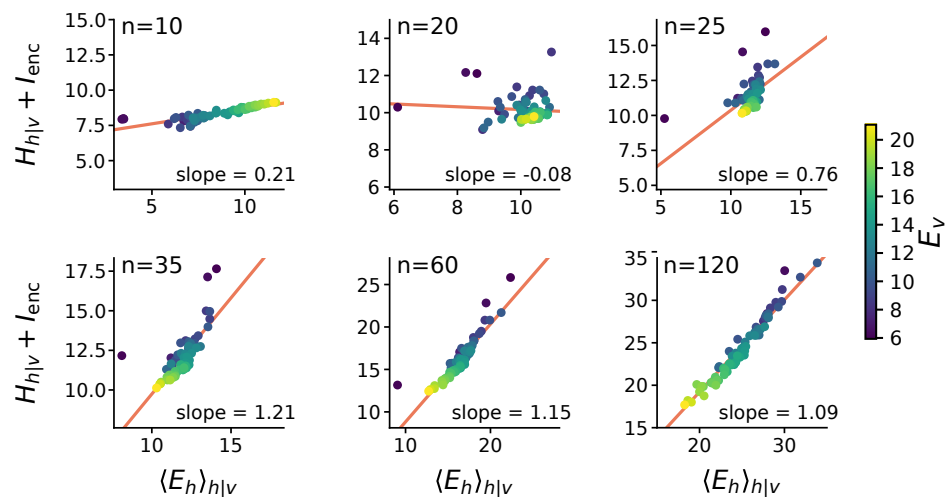 n=10
15.0
12.5
10.0
7.5
5.0
5
10
slope = 0.21
H_{h|v} + I_{enc}
n=20
14
12
10
8
6
6
8
10
slope = -0.08
n=25
15.0
12.5
10.0
7.5
5.0
5
10
15
slope = 0.76
n=35
17.5
15.0
12.5
10.0
10
15
slope = 1.21
H_{h|v} + I_{enc}
⟨E_h⟩_{h|v}
n=60
25
20
15
10
10
20
slope = 1.15
⟨E_h⟩_{h|v}
n=120
35
30
25
20
15
20
30
slope = 1.09
⟨E_h⟩_{h|v}
20
18
16
14
12
10
8
6
E_v